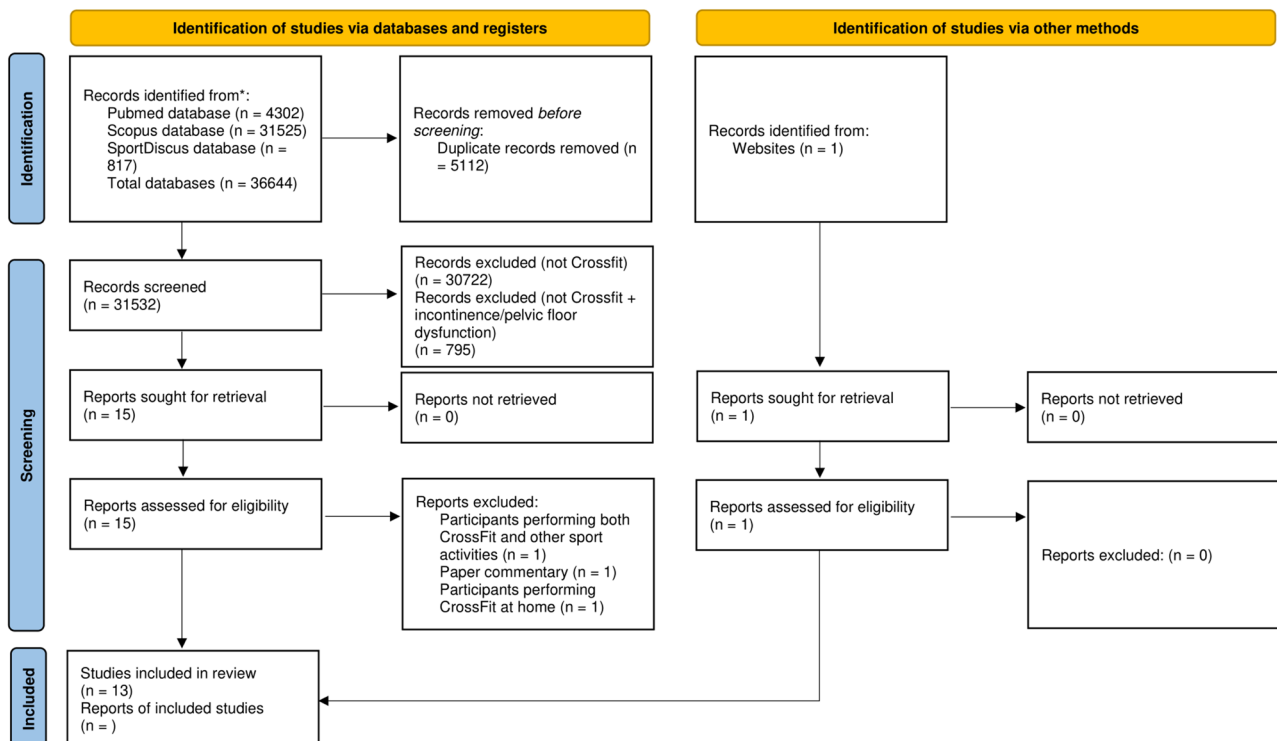 Identification of studies via databases and registers
Identification of studies via other methods
Identification
Records identified from*:
Pubmed database (n = 4302)
Scopus database (n = 31525)
SportDiscus database (n =
817)
Total databases (n = 36644)
Records removed before
screening:
Duplicate records removed (n
= 5112)
Records identified from:
Websites (n = 1)
Screening
Records screened
(n = 31532)
Records excluded (not Crossfit)
(n = 30722)
Records excluded (not Crossfit +
incontinence/pelvic floor
dysfunction)
(n = 795)
Reports sought for retrieval
(n = 15)
Reports not retrieved
(n = 0)
Reports sought for retrieval
(n = 1)
Reports not retrieved
(n = 0)
Reports assessed for eligibility
(n = 15)
Reports excluded:
Participants performing both
CrossFit and other sport
activities (n = 1)
Paper commentary (n = 1)
Participants performing
CrossFit at home (n = 1)
Reports assessed for eligibility
(n = 1)
Reports excluded: (n = 0)
Included
Studies included in review
(n = 13)
Reports of included studies
(n = )